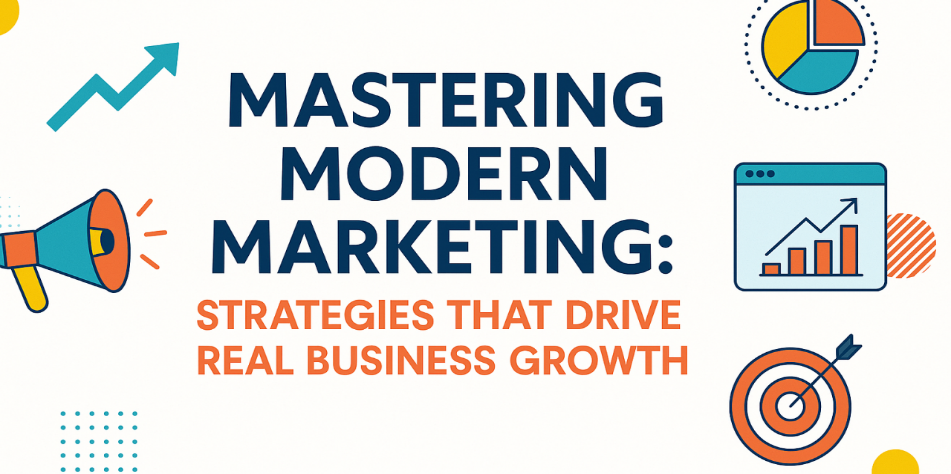 MASTERING
MODERN
MARKETING:
STRATEGIES THAT DRIVE
REAL BUSINESS GROWTH